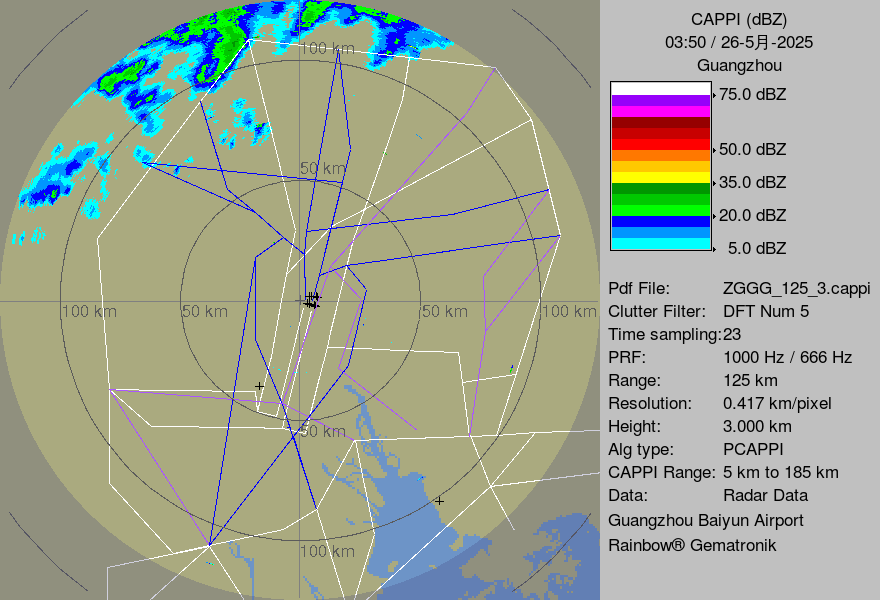 CAPPI (dBZ)
03:50 / 26-5月-2025
Guangzhou
75.0 dBZ
50.0 dBZ
35.0 dBZ
20.0 dBZ
5.0 dBZ
Pdf File: ZGGG_125_3.cappi
Clutter Filter: DFT Num 5
Time sampling:23
PRF: 1000 Hz / 666 Hz
Range: 125 km
Resolution: 0.417 km/pixel
Height: 3.000 km
Alg type: PCAPPI
CAPPI Range: 5 km to 185 km
Data: Radar Data
Guangzhou Baiyun Airport
Rainbow® Gematronik
100 km
50 km
100 km
50 km
50 km
100 km
50 km
100 km